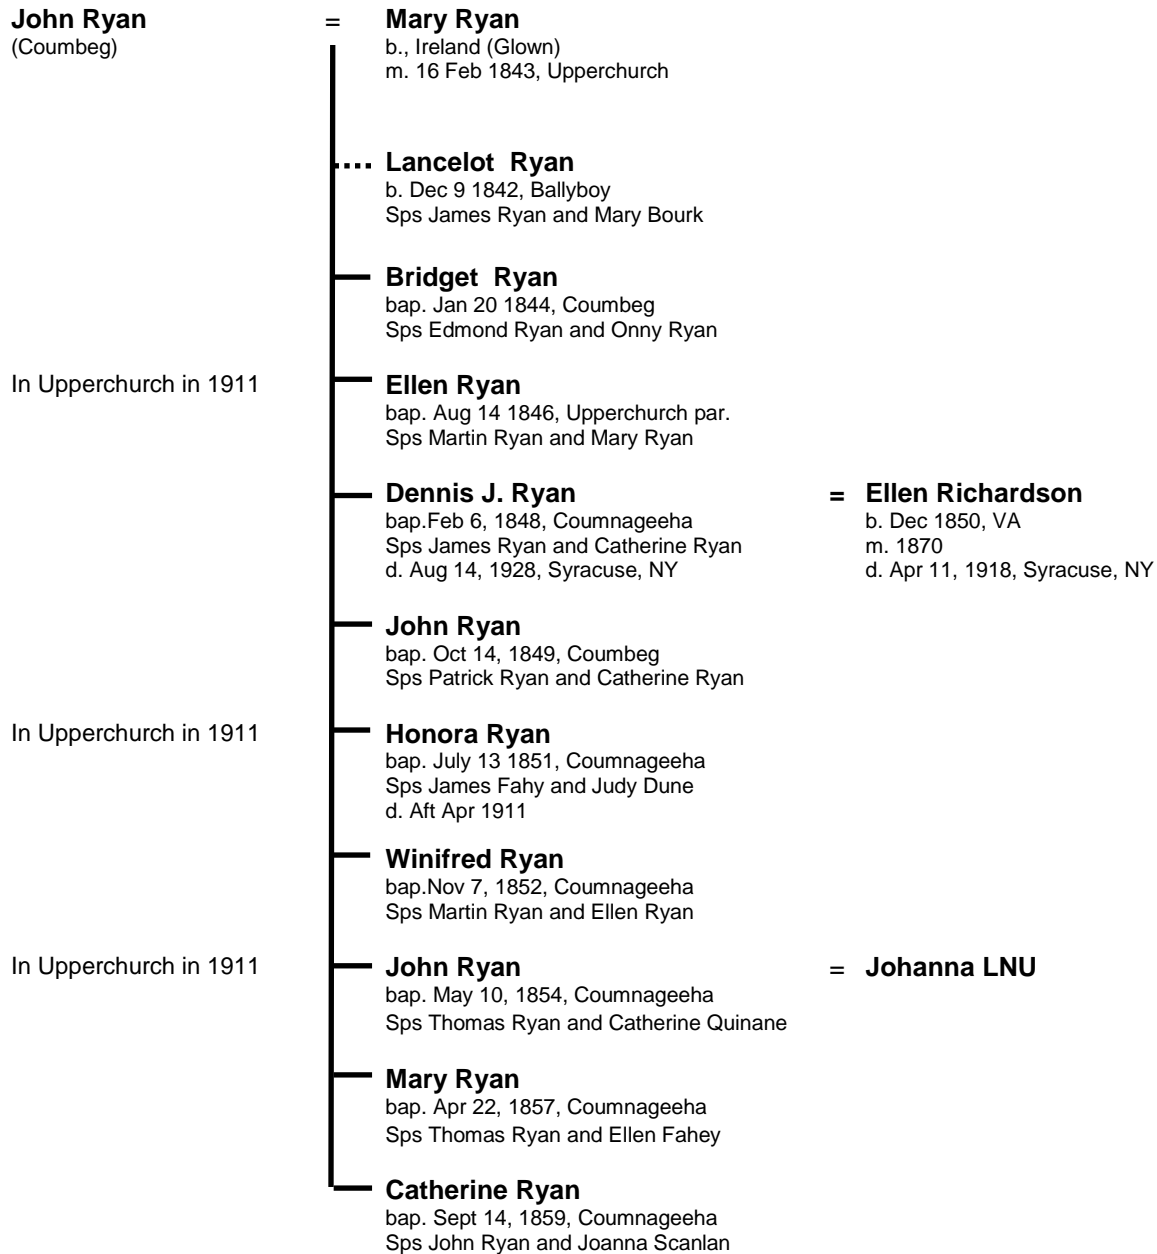 John Ryan = Mary Ryan
(Coumbeg) b., Ireland (Glown)
m. 16 Feb 1843, Upperchurch
Lancelot Ryan
b. Dec 9 1842, Ballyboy
Sps James Ryan and Mary Bourk
Bridget Ryan
bap. Jan 20 1844, Coumbeg
Sps Edmond Ryan and Onny Ryan
In Upperchurch in 1911 Ellen Ryan
bap. Aug 14 1846, Upperchurch par.
Sps Martin Ryan and Mary Ryan
Dennis J. Ryan = Ellen Richardson
bap.Feb 6, 1848, Coumnageeha b. Dec 1850, VA
Sps James Ryan and Catherine Ryan m. 1870
d. Aug 14, 1928, Syracuse, NY d. Apr 11, 1918, Syracuse, NY
John Ryan
bap. Oct 14, 1849, Coumbeg
Sps Patrick Ryan and Catherine Ryan
In Upperchurch in 1911 Honora Ryan
bap. July 13 1851, Coumnageeha
Sps James Fahy and Judy Dune
d. Aft Apr 1911
Winifred Ryan
bap.Nov 7, 1852, Coumnageeha
Sps Martin Ryan and Ellen Ryan
In Upperchurch in 1911 John Ryan = Johanna LNU
bap. May 10, 1854, Coumnageeha
Sps Thomas Ryan and Catherine Quinane
Mary Ryan
bap. Apr 22, 1857, Coumnageeha
Sps Thomas Ryan and Ellen Fahey
Catherine Ryan
bap. Sept 14, 1859, Coumnageeha
Sps John Ryan and Joanna Scanlan